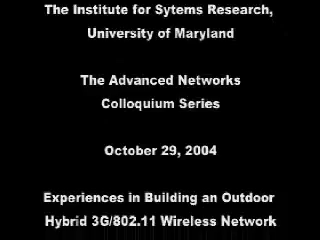 The Institute for Sytems Research,
University of Maryland
The Advanced Networks
Colloquium Series
October 29, 2004
Experiences in Building an Outdoor
Hybrid 3G/802.11 Wireless Network